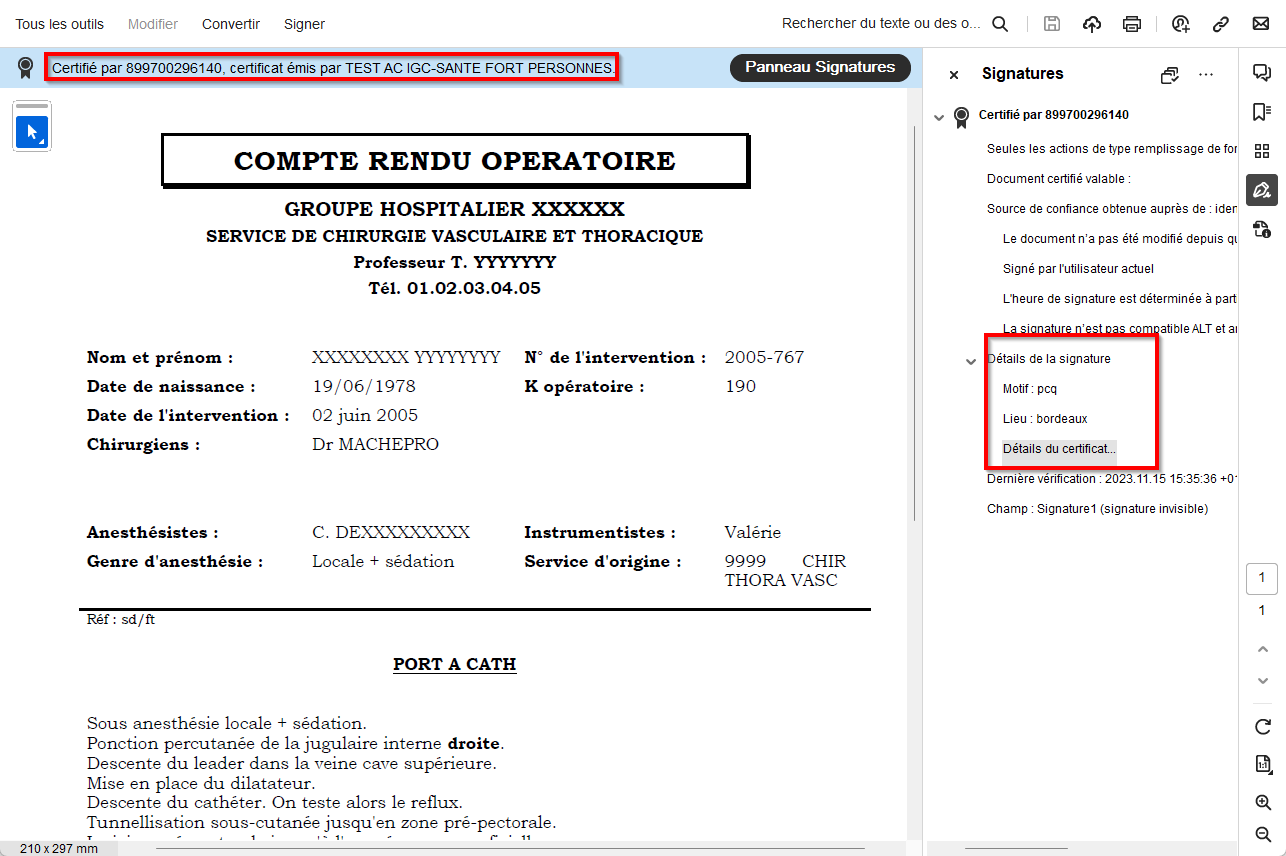 Tous les outils Modifier Convertir Signer Rechercher du texte ou des o...
Certifié par 899700296140, certificat émis par TEST AC IGC-SANTE FORT PERSONNES.
Panneau Signatures
COMPTE RENDU OPERATOIRE
GROUPE HOSPITALIER XXXXXX
SERVICE DE CHIRURGIE VASCULAIRE ET THORACIQUE
Professeur T. YYYYYYY
Tél. 01.02.03.04.05
Nom et prénom : XXXXXXXX YYYYYYYY N° de l'intervention : 2005-767
Date de naissance : 19/06/1978 K opératoire : 190
Date de l'intervention : 02 juin 2005
Chirurgiens : Dr MACHEPRO
Anesthésistes : C. DEXXXXXXXXX Instrumentistes : Valérie
Genre d'anesthésie : Locale + sédation Service d'origine : 9999 CHIR
THORA VASC
Réf : sd/ft
PORT A CATH
Sous anesthésie locale + sédation.
Ponction percutanée de la jugulaire interne droite.
Descente du leader dans la veine cave supérieure.
Mise en place du dilatateur.
Descente du cathéter. On teste alors le reflux.
Tunnellisation sous-cutanée jusqu'en zone pré-pectorale.
210 x 297 mm
Signatures
Certifié par 899700296140
Seules les actions de type remplissage de for
Document certifié valable :
Source de confiance obtenue auprès de : iden
Le document n'a pas été modifié depuis qu
Signé par l'utilisateur actuel
L'heure de signature est déterminée à parti
La signature n'est pas compatible ALT et an
Détails de la signature
Motif : pcq
Lieu : bordeaux
Détails du certificat...
Dernière vérification : 2023.11.15 15:35:36 +01
Champ : Signature1 (signature invisible)
1
1